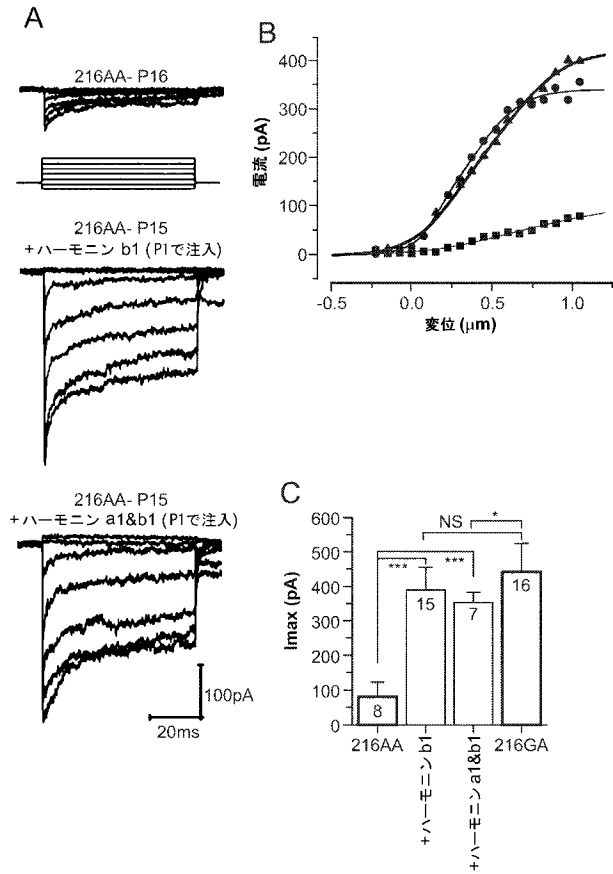 A
216AA- P16
216AA- P15
+ハーモニン b1 (P1で注入)
216AA- P15
+ハーモニン a1&b1 (P1で注入)
100pA
20ms
B
電流 (pA)
400
300
200
100
0
-0.5
0.0
0.5
1.0
変位 (μm)
C
Imax (pA)
600
500
400
300
200
100
0
NS
*
***
***
8
15
7
16
216AA
+ハーモニン b1
+ハーモニン a1&b1
216GA